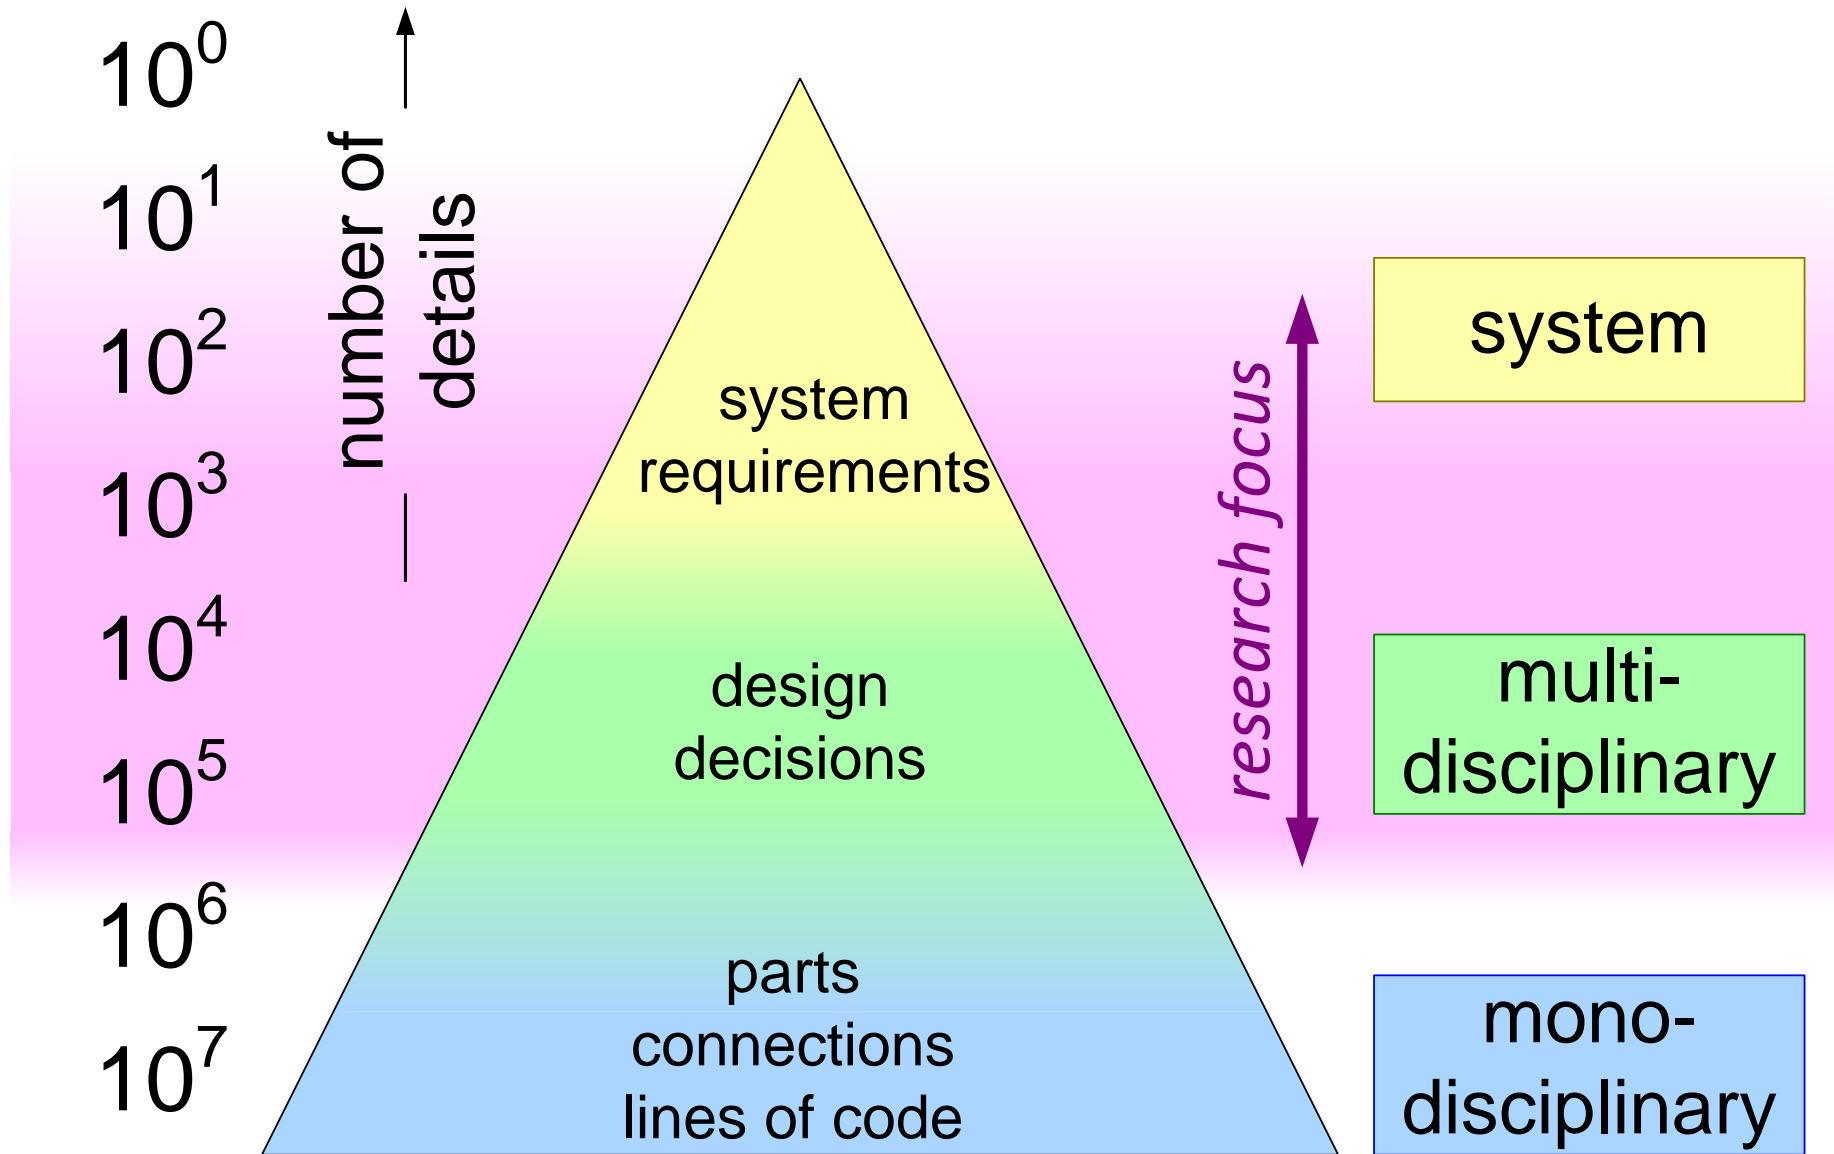 10⁰
10¹
10²
10³
10⁴
10⁵
10⁶
10⁷
number of
details
system
requirements
design
decisions
parts
connections
lines of code
research focus
system
multi-
disciplinary
mono-
disciplinary